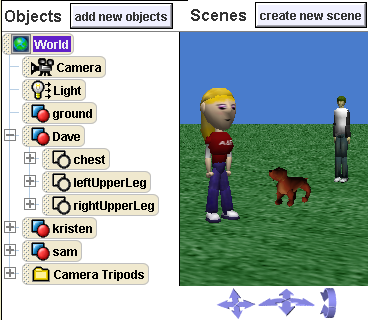 Objects add new objects
Scenes create new scene
World
Camera
Light
ground
Dave
chest
leftUpperLeg
rightUpperLeg
kristen
sam
Camera Tripods